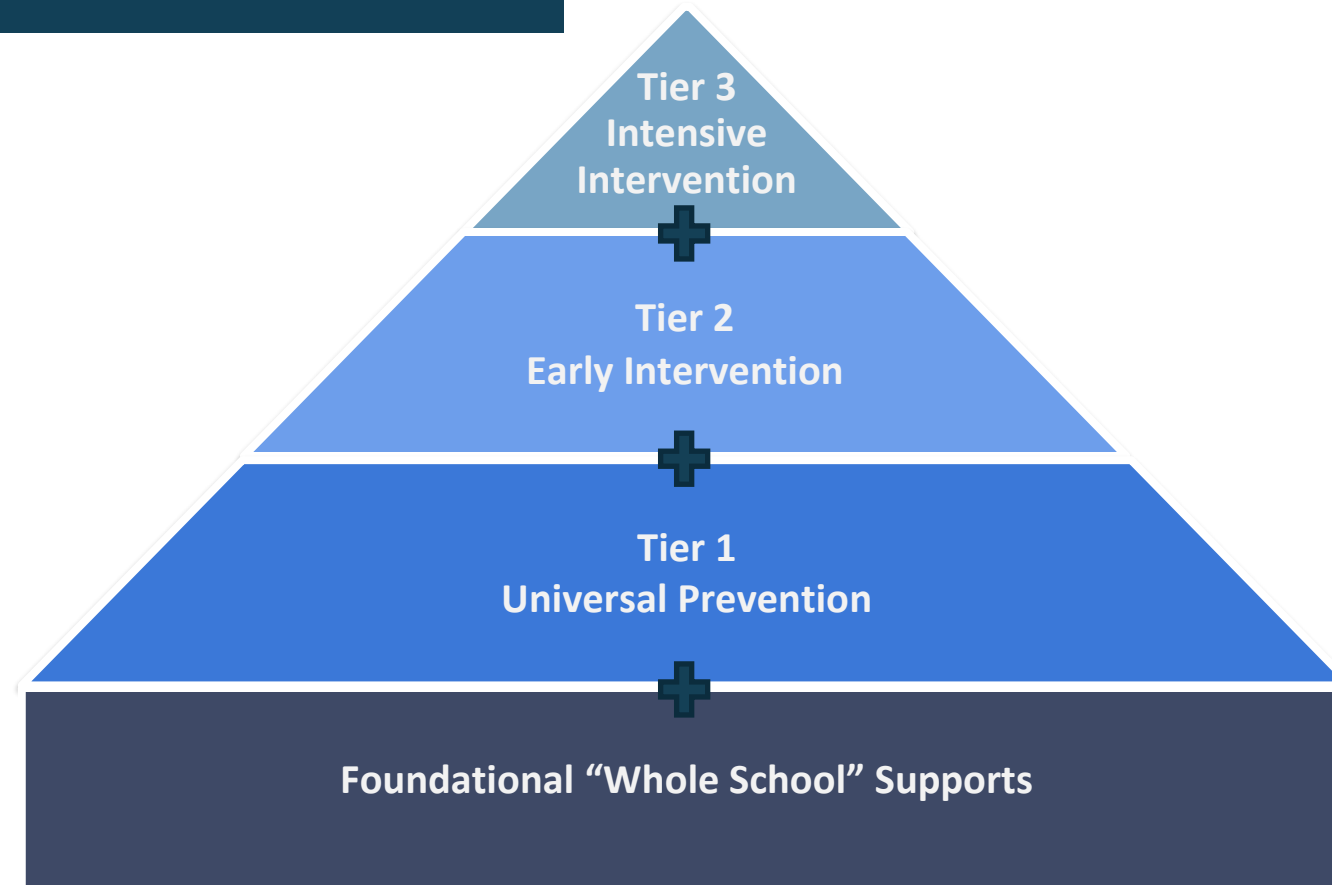 Tier 3
Intensive
Intervention
Tier 2
Early Intervention
Tier 1
Universal Prevention
Foundational “Whole School” Supports